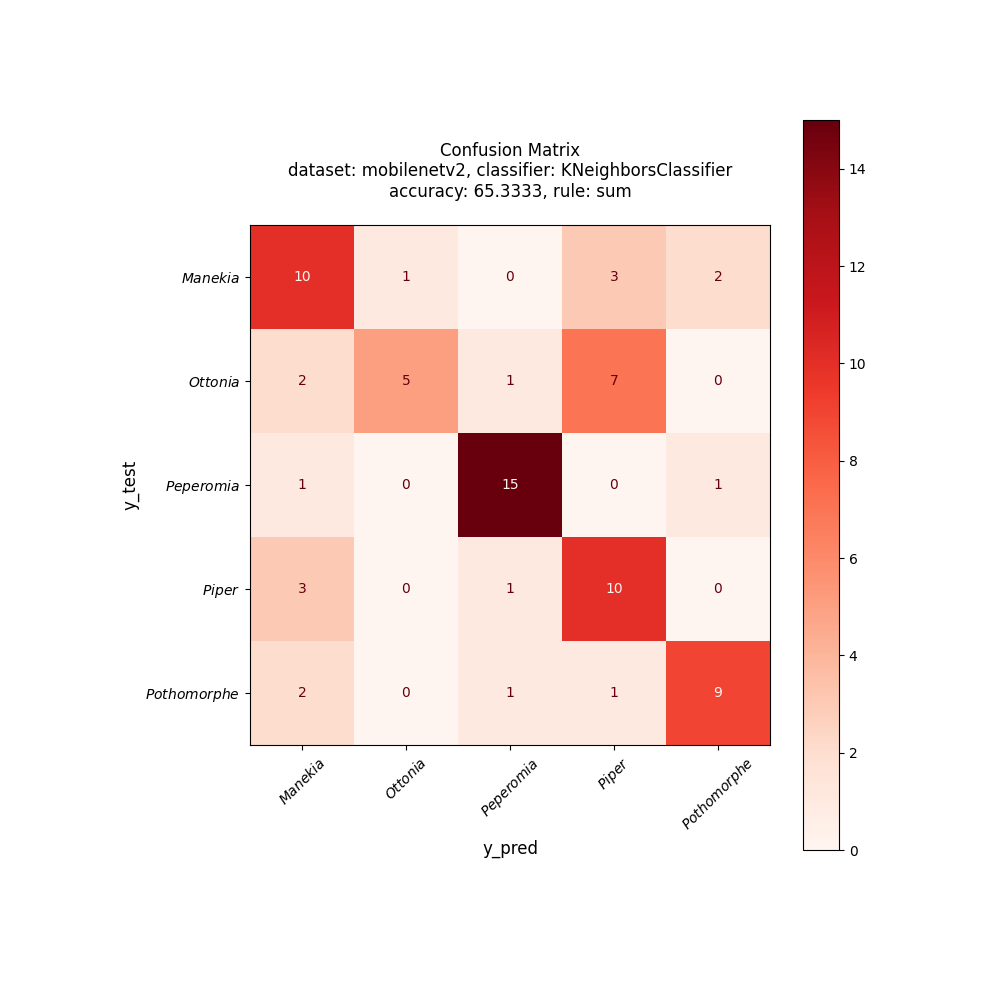 Confusion Matrix
dataset: mobilenetv2, classifier: KNeighborsClassifier
accuracy: 65.3333, rule: sum
Manekia 10 1 0 3 2
Ottonia 2 5 1 7 0
Peperomia 1 0 15 0 1
Piper 3 0 1 10 0
Pothomorphe 2 0 1 1 9
Manekia Ottonia Peperomia Piper Pothomorphe
y_test
y_pred
14
12
10
8
6
4
2
0